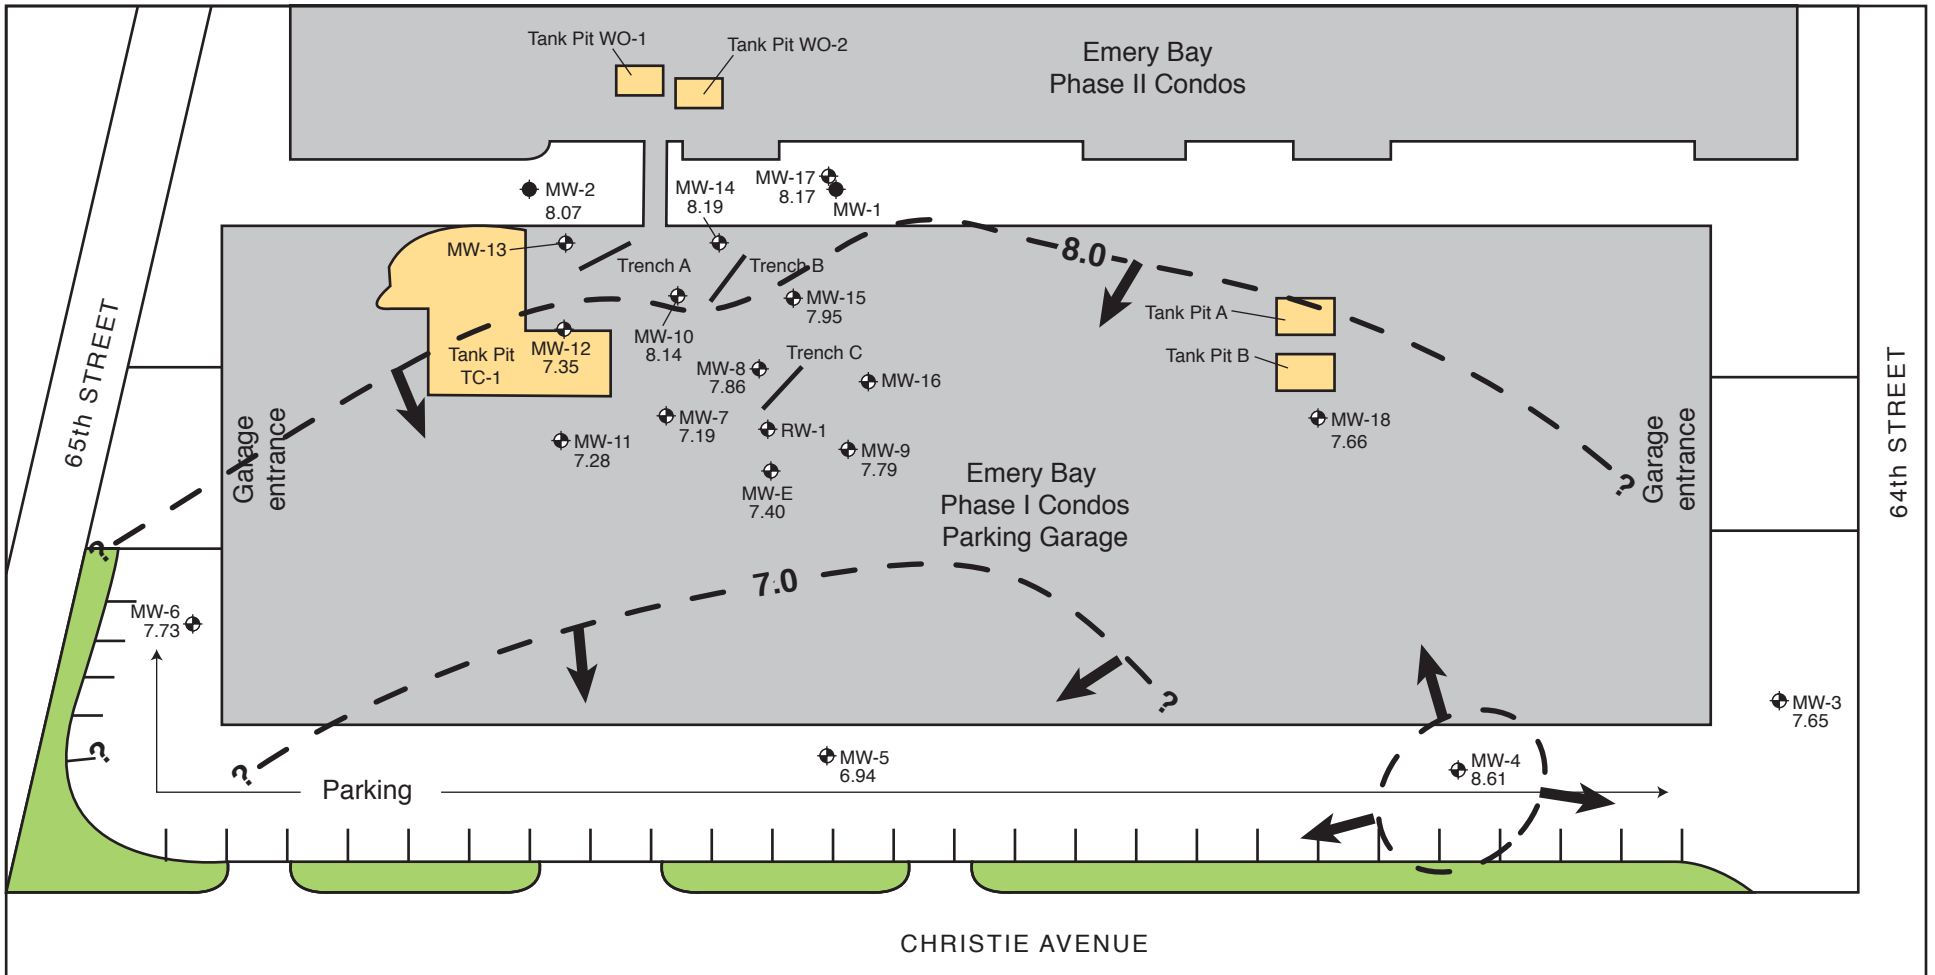 Tank Pit WO-1
Tank Pit WO-2
Emery Bay
Phase II Condos
MW-2
8.07
MW-14
8.19
MW-17
8.17
MW-1
MW-13
Trench A
Trench B
8.0
MW-10
8.14
MW-15
7.95
Tank Pit A
Tank Pit B
Tank Pit
TC-1
MW-12
7.35
MW-8
7.86
Trench C
MW-16
MW-7
7.19
RW-1
MW-11
7.28
MW-9
7.79
MW-E
7.40
MW-18
7.66
65th STREET
Garage
entrance
Emery Bay
Phase I Condos
Parking Garage
?
Garage
entrance
64th STREET
?
7.0
MW-6
7.73
?
MW-3
7.65
?
?
MW-5
6.94
MW-4
8.61
Parking
CHRISTIE AVENUE